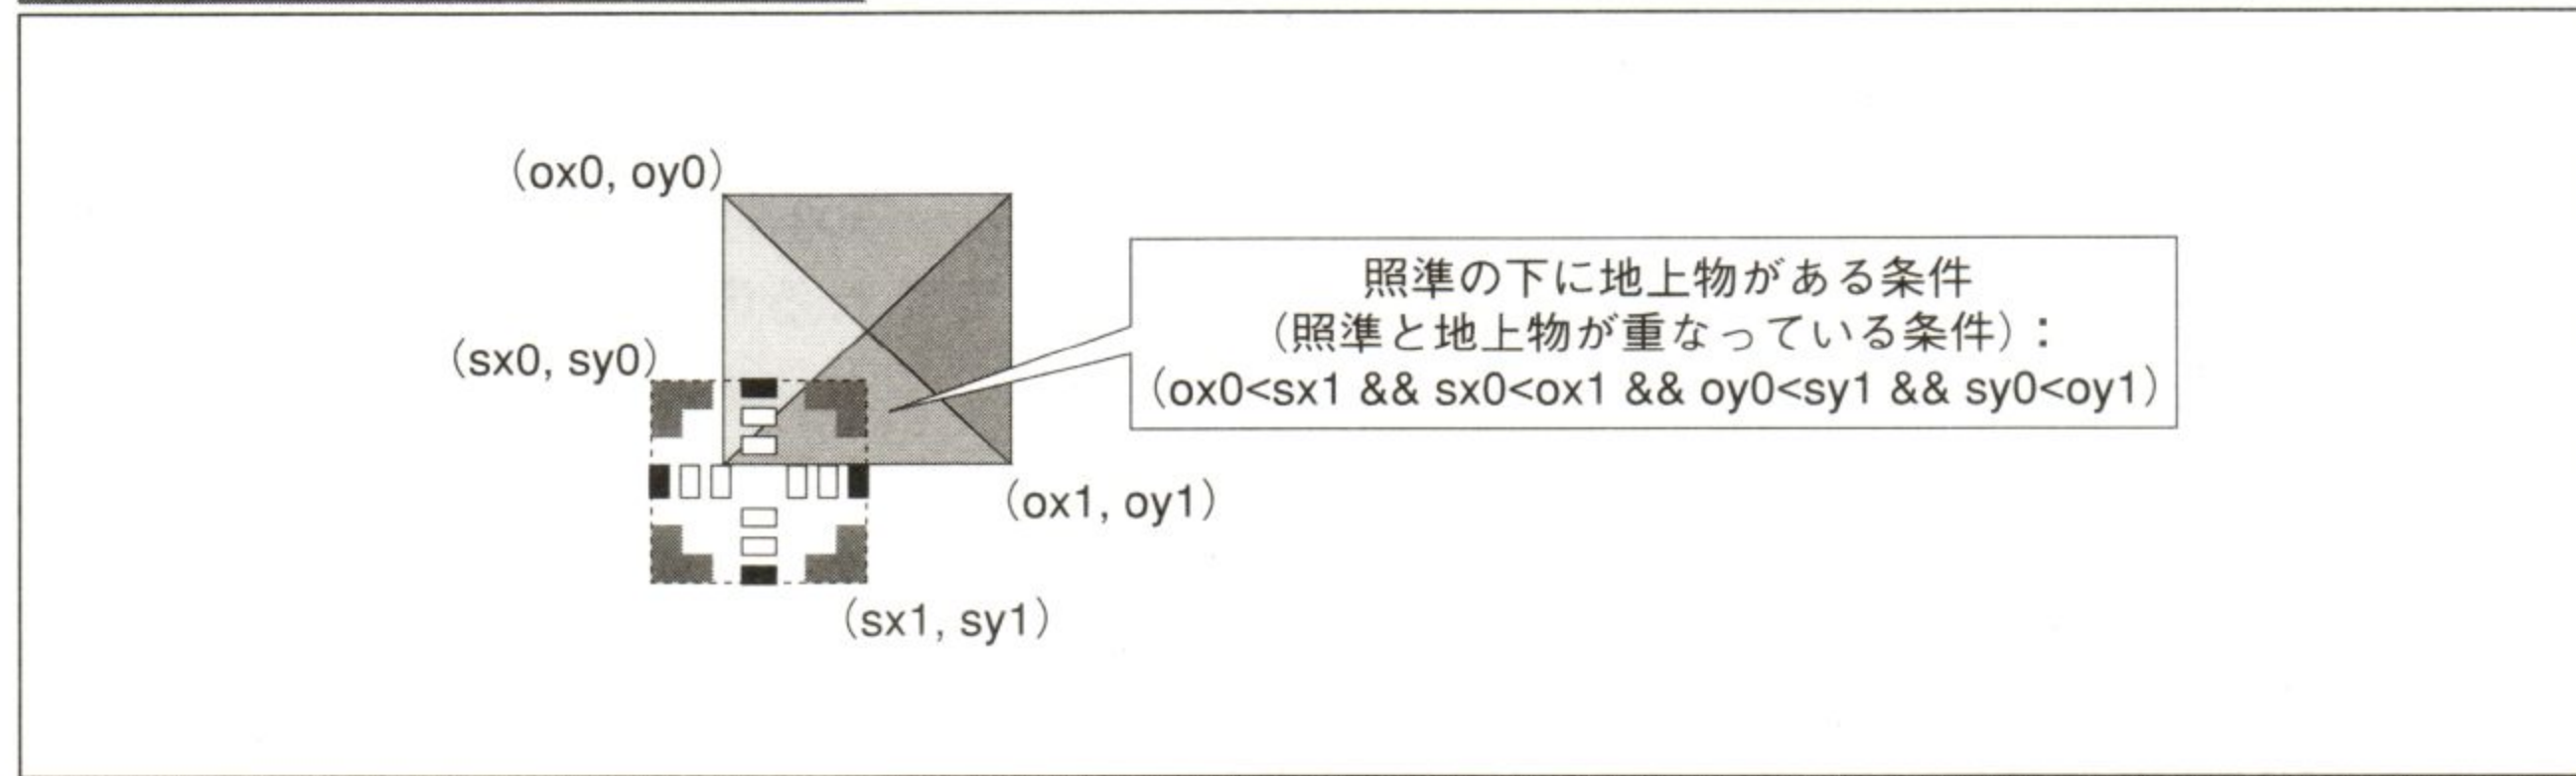 (ox0, oy0)
照準の下に地上物がある条件
(照準と地上物が重なっている条件):
(ox0<sx1 && sx0<ox1 && oy0<sy1 && sy0<oy1)
(sx0, sy0)
(ox1, oy1)
(sx1, sy1)